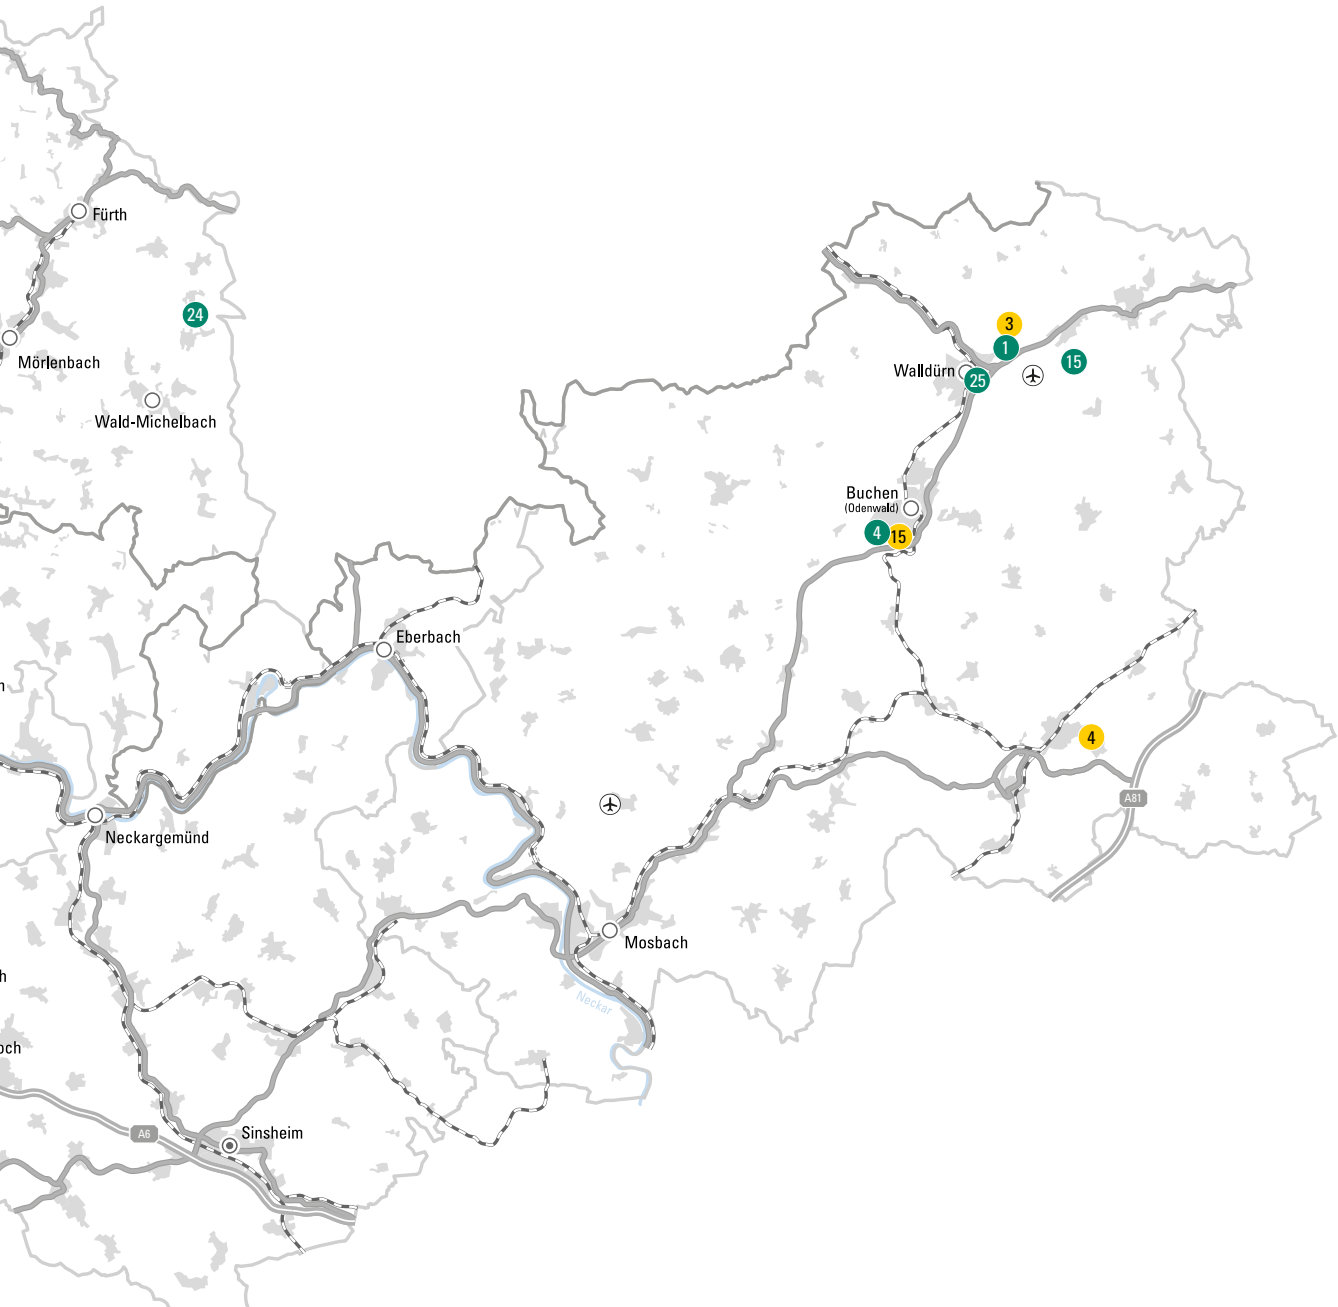 Fürth
24
3
1
Mörlenbach
15
Walldürn
25
Wald-Michelbach
Buchen
(Odenwald)
4
15
Eberbach
n
4
A81
Neckargemünd
Mosbach
h
Neckar
och
Sinsheim
A6